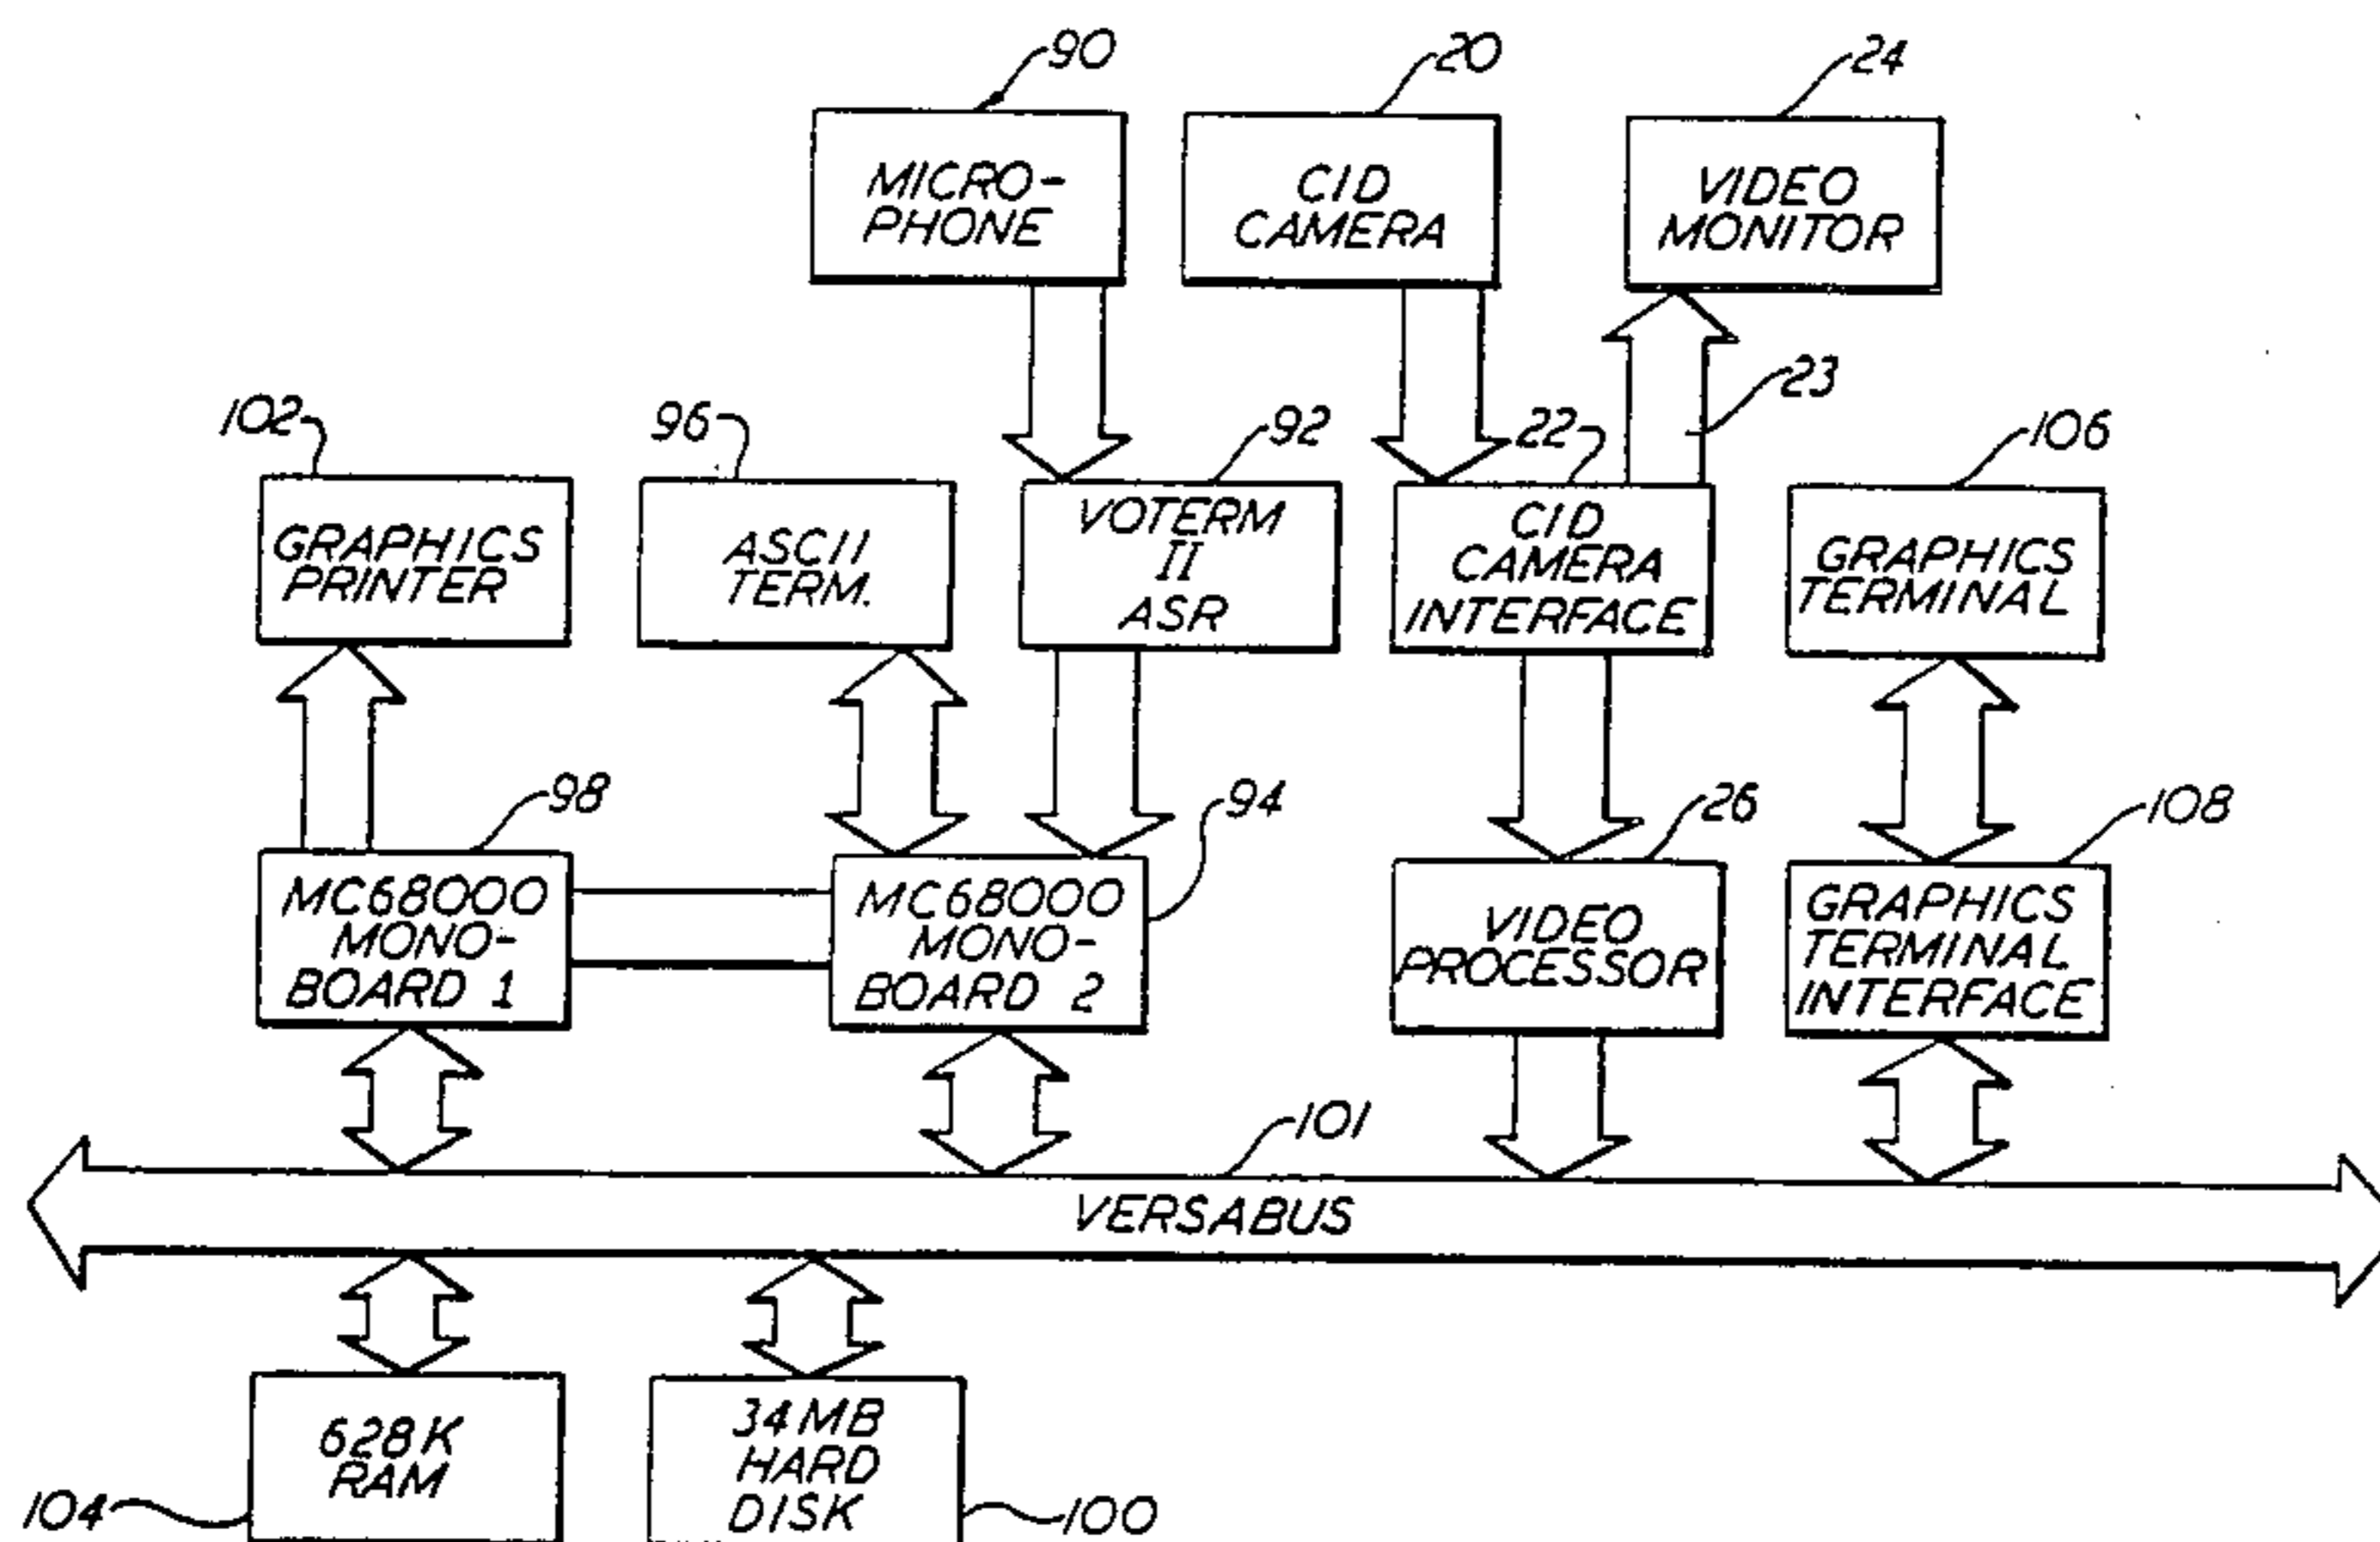 90
20
24
MICRO-
PHONE
CID
CAMERA
VIDEO
MONITOR
23
102
96
92
22
106
GRAPHICS
PRINTER
ASCII
TERM.
VOTERM
II
ASR
CID
CAMERA
INTERFACE
GRAPHICS
TERMINAL
98
94
26
108
MC68000
MONO-
BOARD 1
MC68000
MONO-
BOARD 2
VIDEO
PROCESSOR
GRAPHICS
TERMINAL
INTERFACE
101
VERSABUS
628K
RAM
34MB
HARD
DISK
104
100